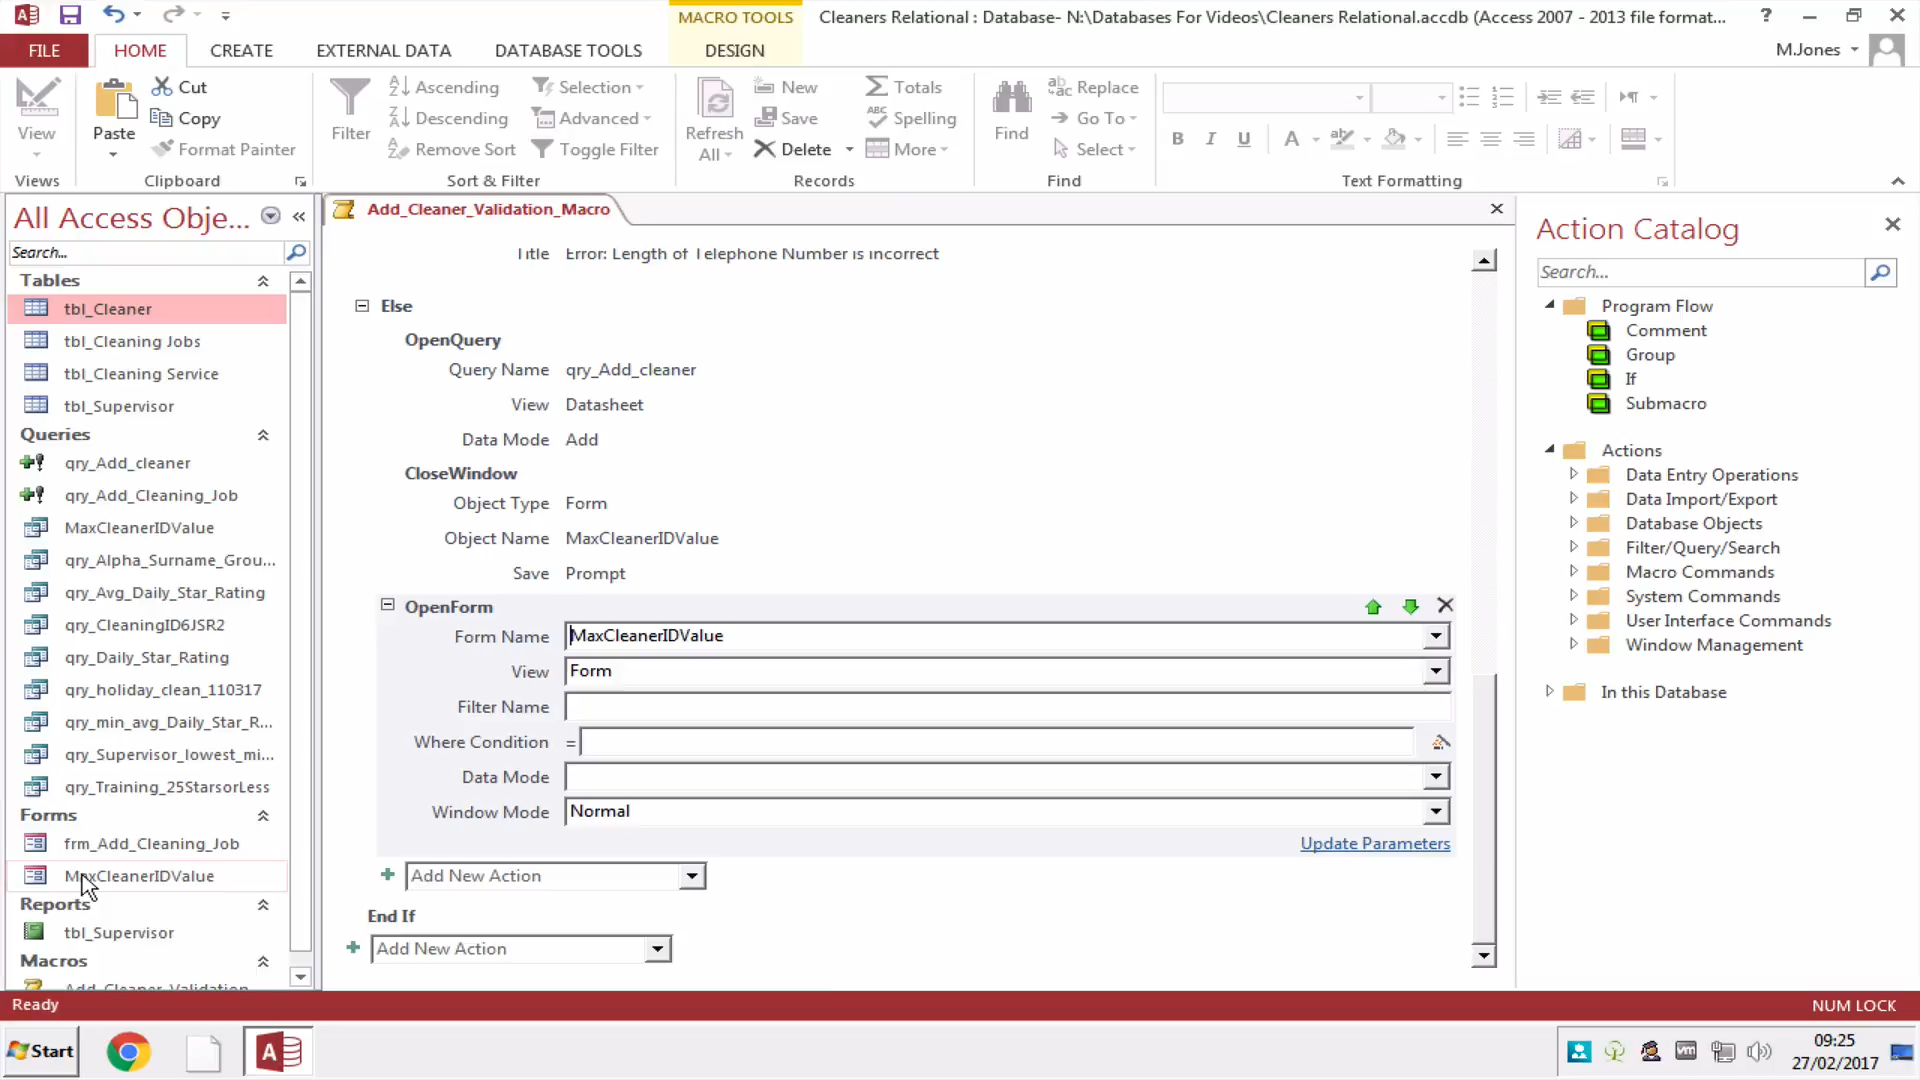 MACRO TOOLS
Cleaners Relational : Database- N:\Databases For Videos\Cleaners Relational.accdb (Access 2007 - 2013 file format...
?
FILE HOME CREATE EXTERNAL DATA DATABASE TOOLS DESIGN
M.Jones
View
Views
Paste
Cut
Copy
Format Painter
Clipboard
Filter
Ascending
Descending
Remove Sort
Selection
Advanced
Toggle Filter
Sort & Filter
Refresh
All
New
Save
Delete
Totals
Spelling
More
Records
Find
Replace
Go To
Select
Find
B I U A
Text Formatting
All Access Obje...
Search...
Tables
tbl_Cleaner
tbl_Cleaning Jobs
tbl_Cleaning Service
tbl_Supervisor
Queries
qry_Add_cleaner
qry_Add_Cleaning_Job
MaxCleanerIDValue
qry_Alpha_Surname_Grou...
qry_Avg_Daily_Star_Rating
qry_CleaningID6JSR2
qry_Daily_Star_Rating
qry_holiday_clean_110317
qry_min_avg_Daily_Star_R...
qry_Supervisor_lowest_mi...
qry_Training_25StarsorLess
Forms
frm_Add_Cleaning_Job
MaxCleanerIDValue
Reports
tbl_Supervisor
Macros
Add_Cleaner_Validation
Add_Cleaner_Validation_Macro
Title Error: Length of Telephone Number is incorrect
Else
OpenQuery
Query Name qry_Add_cleaner
View Datasheet
Data Mode Add
CloseWindow
Object Type Form
Object Name MaxCleanerIDValue
Save Prompt
OpenForm
Form Name MaxCleanerIDValue
View Form
Filter Name
Where Condition =
Data Mode
Window Mode Normal
Update Parameters
Add New Action
End If
Add New Action
Action Catalog
Search...
Program Flow
Comment
Group
If
Submacro
Actions
Data Entry Operations
Data Import/Export
Database Objects
Filter/Query/Search
Macro Commands
System Commands
User Interface Commands
Window Management
In this Database
Ready
NUM LOCK
Start
09:25
27/02/2017